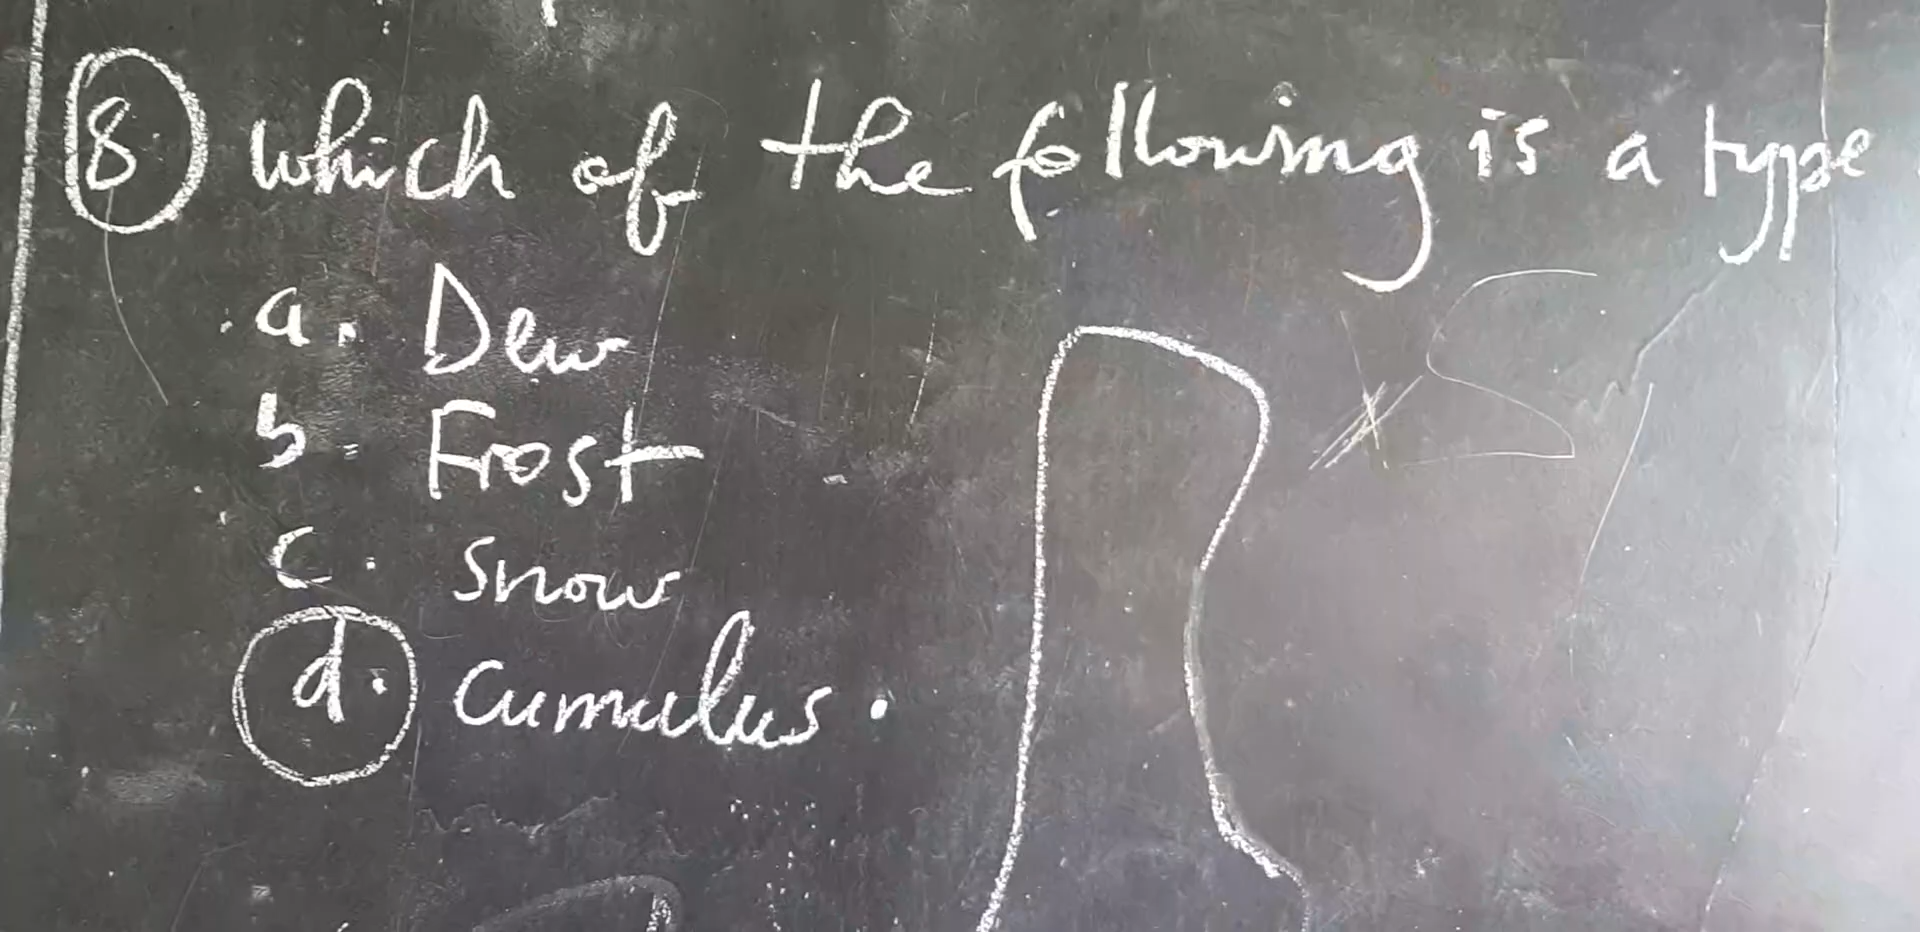 8 which of the following is a type
a. Dew
b. Frost
c. Snow
d. Cumulus.